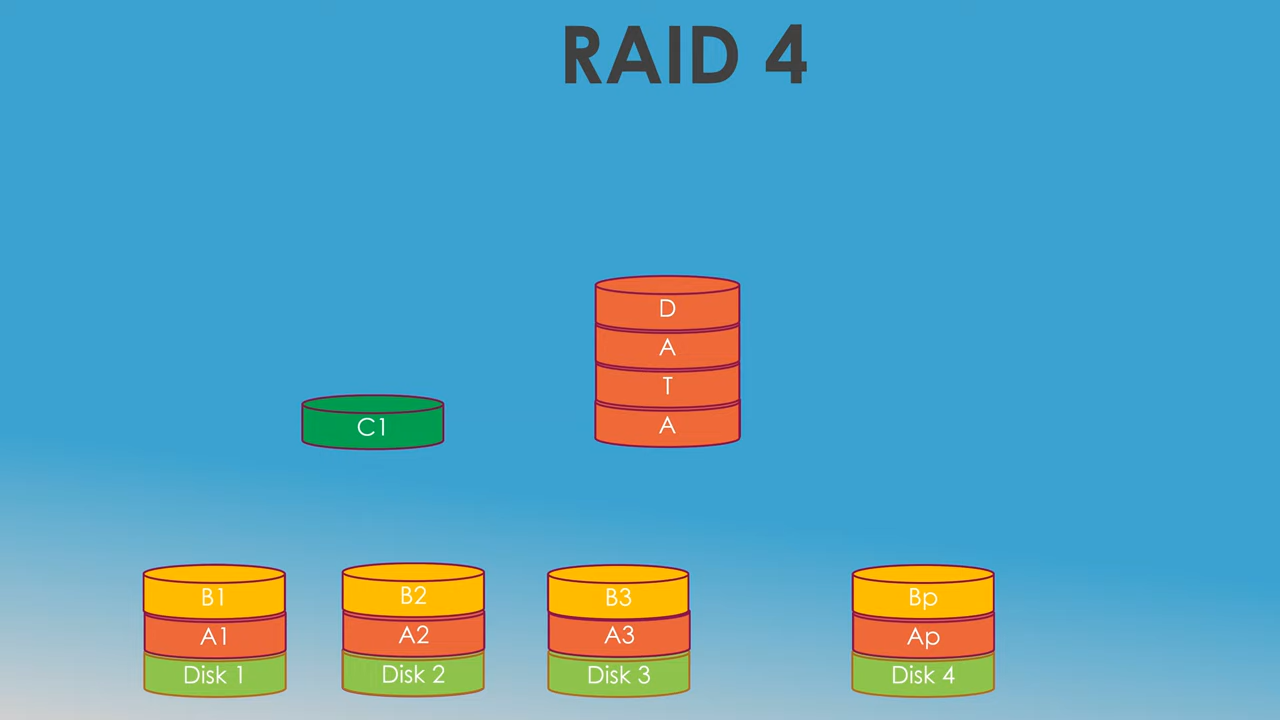 RAID 4
D
A
T
A
C1
B1 B2 B3 Bp
A1 A2 A3 Ap
Disk 1 Disk 2 Disk 3 Disk 4